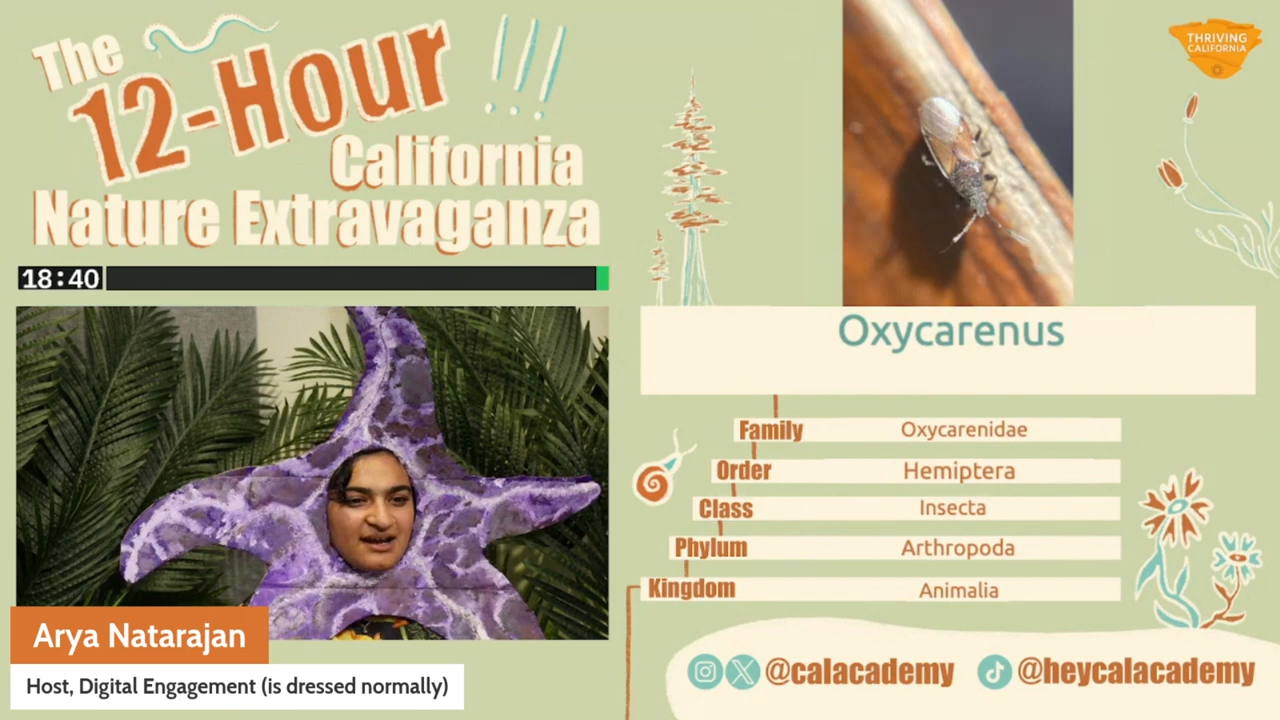 The
12-Hour
!!!
California
Nature Extravaganza
THRIVING
CALIFORNIA
18:40
Oxycarenus
Family Oxycarenidae
Order Hemiptera
Class Insecta
Phylum Arthropoda
Kingdom Animalia
Arya Natarajan
Host, Digital Engagement (is dressed normally)
@calacademy @heycalacademy